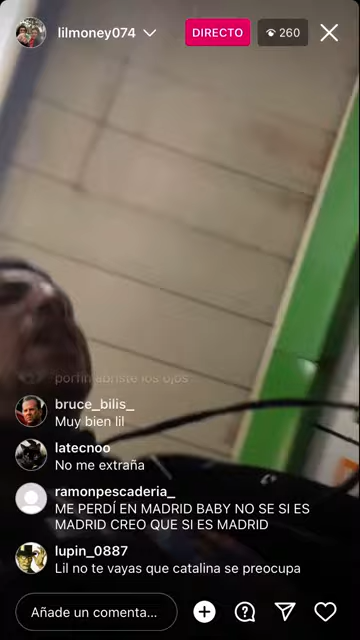 lilmoney074
DIRECTO
260
porfin abriste los ojos
bruce_bilis_
Muy bien lil
latecnoo
No me extraña
ramonpescaderia_
ME PERDÍ EN MADRID BABY NO SE SI ES
MADRID CREO QUE SI ES MADRID
lupin_0887
Lil no te vayas que catalina se preocupa
Añade un comenta...